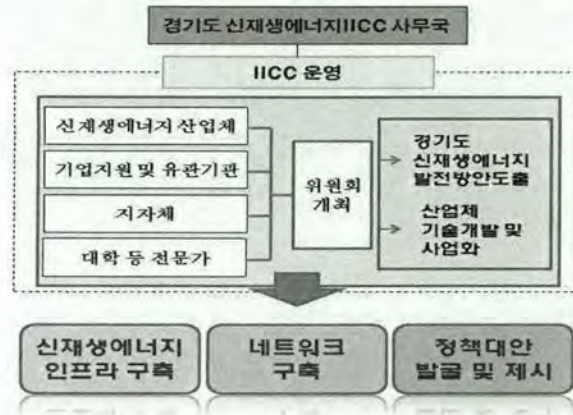 경기도 신재생에너지IICC 사무국
IICC 운영
신재생에너지 산업체
기업지원 및 유관기관
지자체
대학 등 전문가
위원회
개최
경기도
신재생에너지
발전방안도출
산업체
기술개발 및
사업화
신재생에너지
인프라 구축
네트워크
구축
정책대안
발굴 및 제시